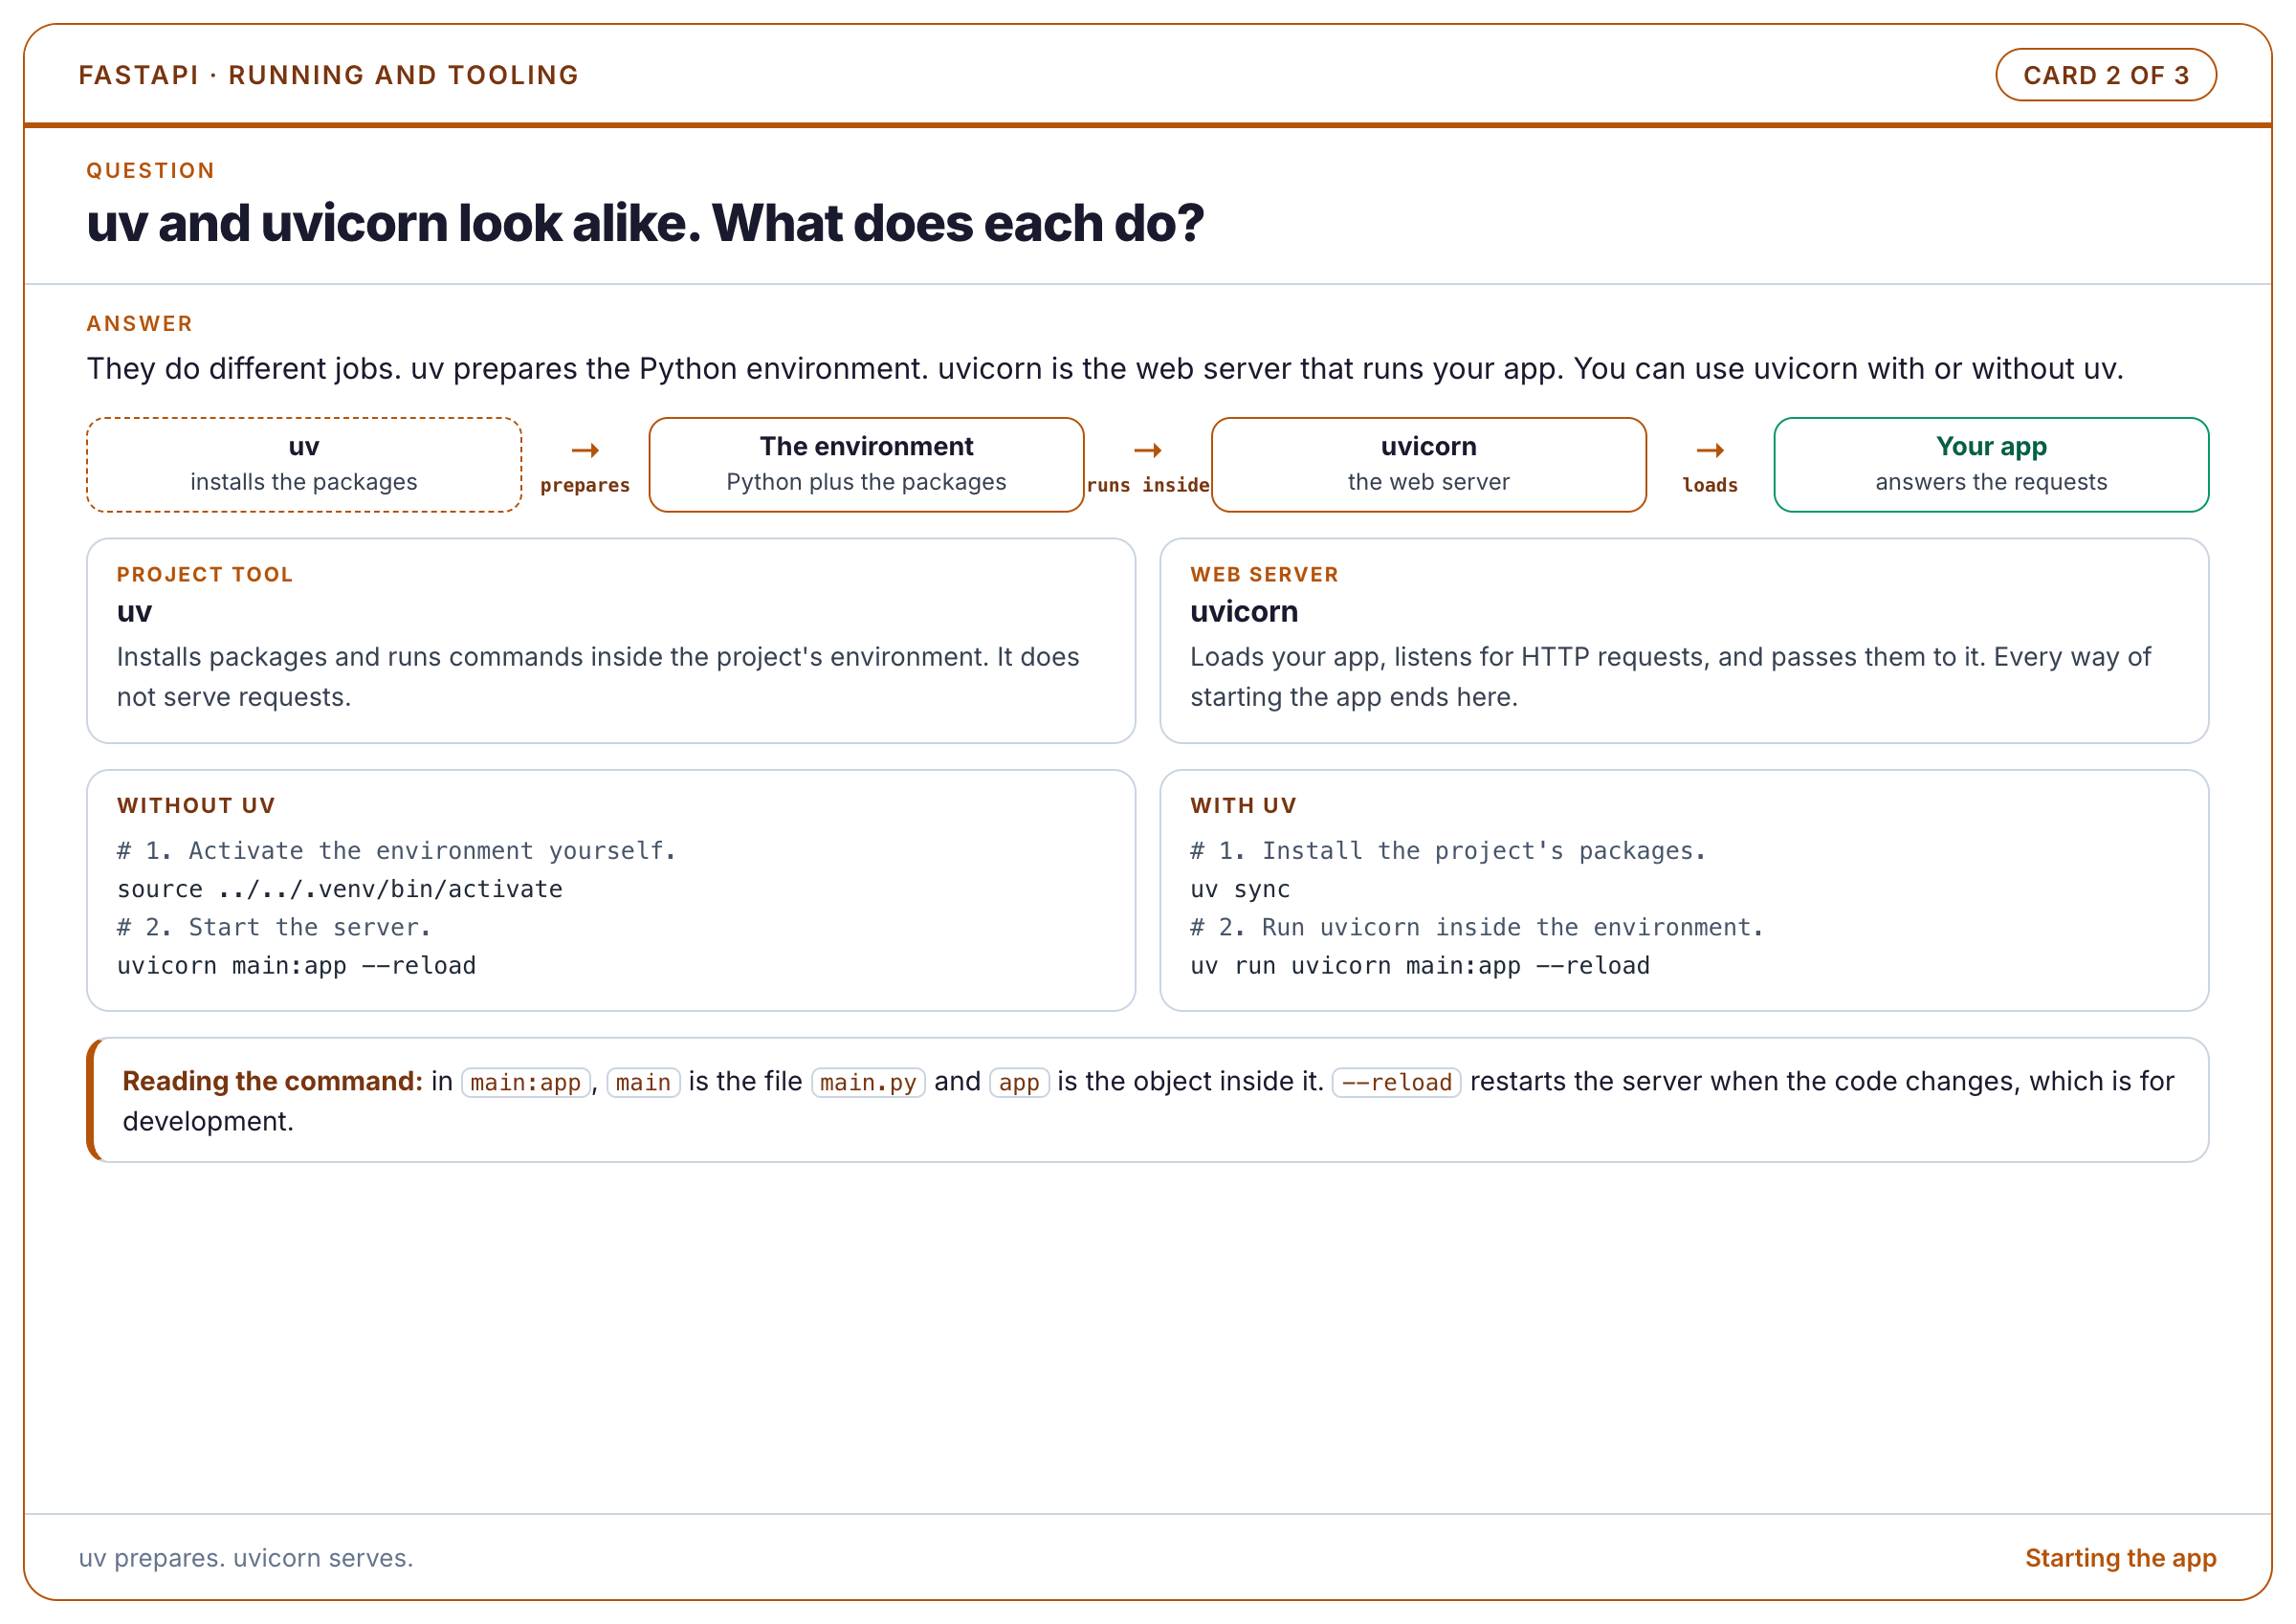 FASTAPI · RUNNING AND TOOLING
CARD 2 OF 3
QUESTION
uv and uvicorn look alike. What does each do?
ANSWER
They do different jobs. uv prepares the Python environment. uvicorn is the web server that runs your app. You can use uvicorn with or without uv.
uv
installs the packages
→
prepares
The environment
Python plus the packages
→
runs inside
uvicorn
the web server
→
loads
Your app
answers the requests
PROJECT TOOL
uv
Installs packages and runs commands inside the project's environment. It does
not serve requests.
WEB SERVER
uvicorn
Loads your app, listens for HTTP requests, and passes them to it. Every way of
starting the app ends here.
WITHOUT UV
# 1. Activate the environment yourself.
source ../../.venv/bin/activate
# 2. Start the server.
uvicorn main:app --reload
WITH UV
# 1. Install the project's packages.
uv sync
# 2. Run uvicorn inside the environment.
uv run uvicorn main:app --reload
Reading the command: in main:app, main is the file main.py and app is the object inside it. --reload restarts the server when the code changes, which is for
development.
uv prepares. uvicorn serves.
Starting the app